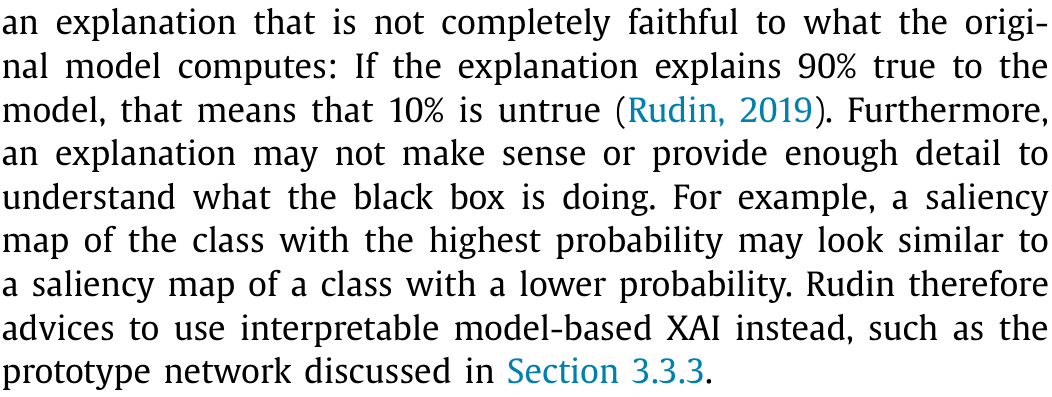 an explanation that is not completely faithful to what the origi-
nal model computes: If the explanation explains 90% true to the
model, that means that 10% is untrue (Rudin, 2019). Furthermore,
an explanation may not make sense or provide enough detail to
understand what the black box is doing. For example, a saliency
map of the class with the highest probability may look similar to
a saliency map of a class with a lower probability. Rudin therefore
advices to use interpretable model-based XAI instead, such as the
prototype network discussed in Section 3.3.3.